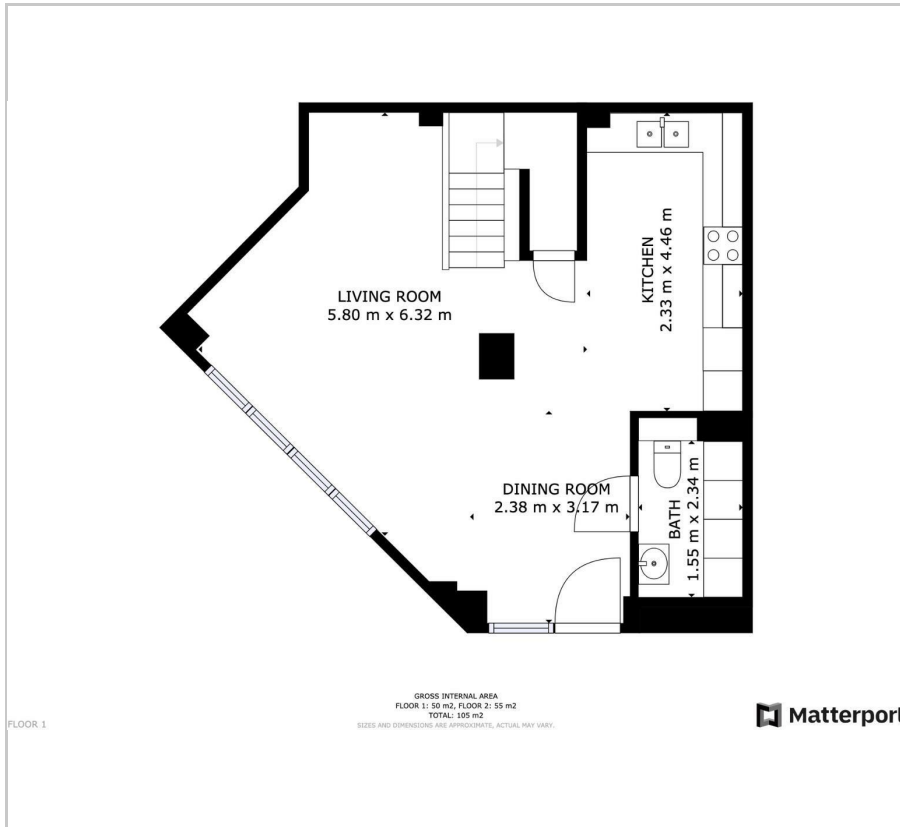 LIVING ROOM
5.80 m x 6.32 m
KITCHEN
2.33 m x 4.46 m
DINING ROOM
2.38 m x 3.17 m
BATH
1.55 m x 2.34 m
GROSS INTERNAL AREA
FLOOR 1: 50 m2, FLOOR 2: 55 m2
TOTAL: 105 m2
SIZES AND DIMENSIONS ARE APPROXIMATE, ACTUAL MAY VARY.
FLOOR 1
Matterport